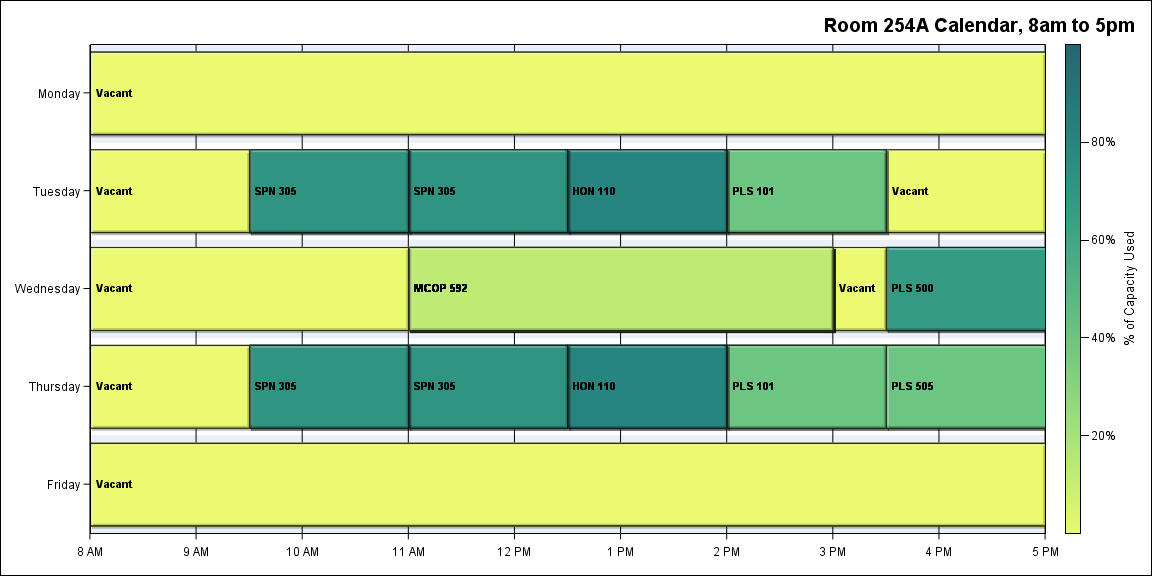 Room 254A Calendar, 8am to 5pm
Monday
Vacant
Tuesday
Vacant
SPN 305
SPN 305
HON 110
PLS 101
Vacant
Wednesday
Vacant
MCOP 592
Vacant
PLS 500
Thursday
Vacant
SPN 305
SPN 305
HON 110
PLS 101
PLS 505
Friday
Vacant
8 AM
9 AM
10 AM
11 AM
12 PM
1 PM
2 PM
3 PM
4 PM
5 PM
80%
60%
40%
20%
% of Capacity Used